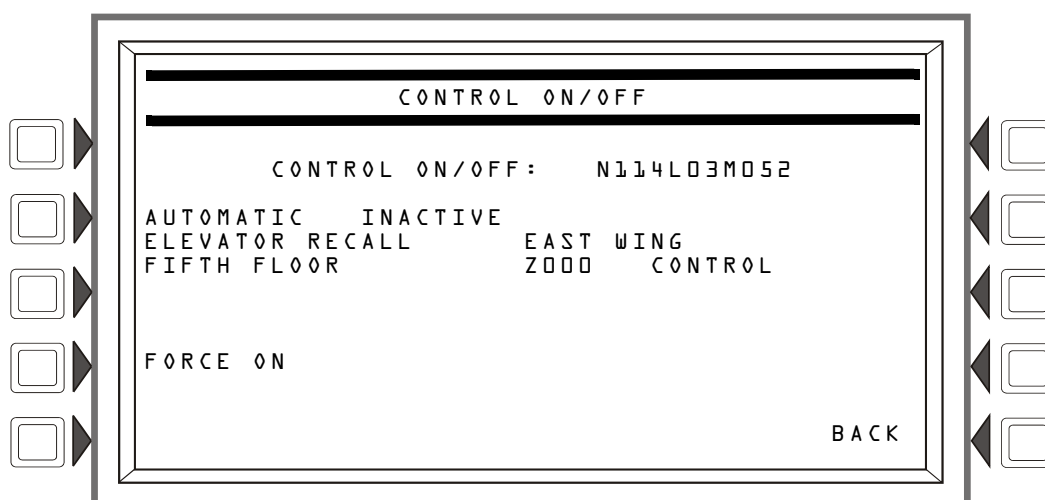 CONTROL ON/OFF
CONTROL ON/OFF: N114L03M052
AUTOMATIC INACTIVE
ELEVATOR RECALL EAST WING
FIFTH FLOOR Z000 CONTROL
FORCE ON
BACK